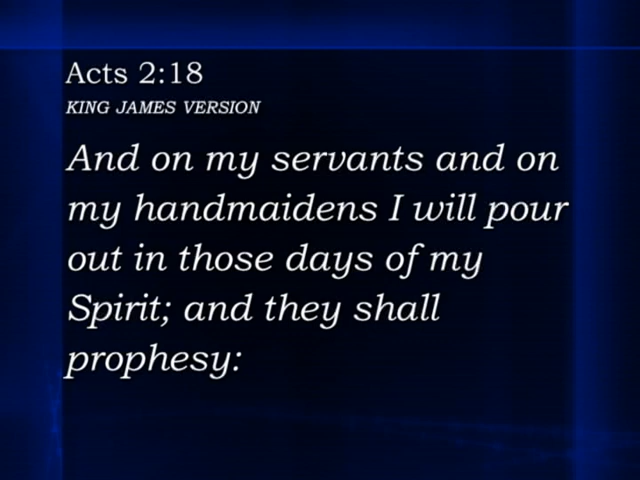 Acts 2:18
KING JAMES VERSION
And on my servants and on
my handmaidens I will pour
out in those days of my
Spirit; and they shall
prophesy: